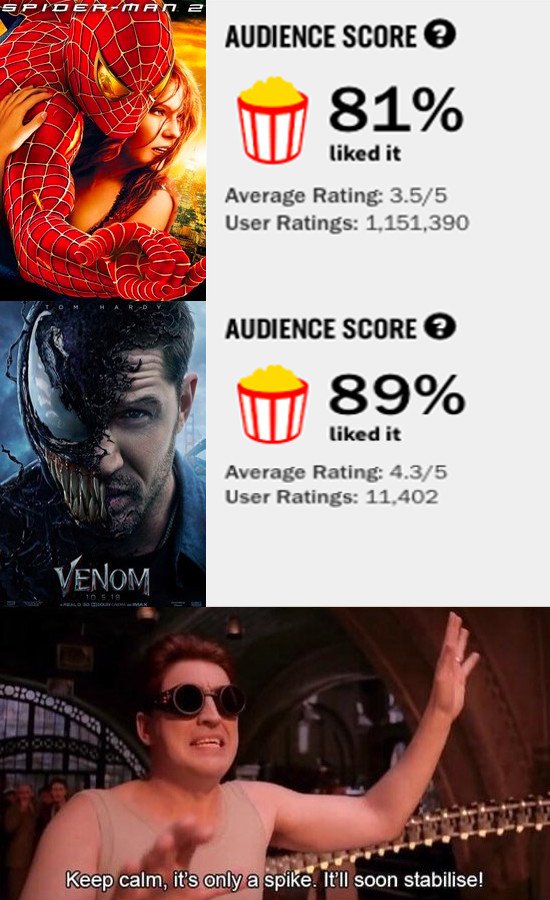 SPIDER-MAN 2
AUDIENCE SCORE ?
81%
liked it
Average Rating: 3.5/5
User Ratings: 1,151,390
TOM HARDY
AUDIENCE SCORE ?
89%
liked it
Average Rating: 4.3/5
User Ratings: 11,402
VENOM
10.5.18
Keep calm, it's only a spike. It'll soon stabilise!